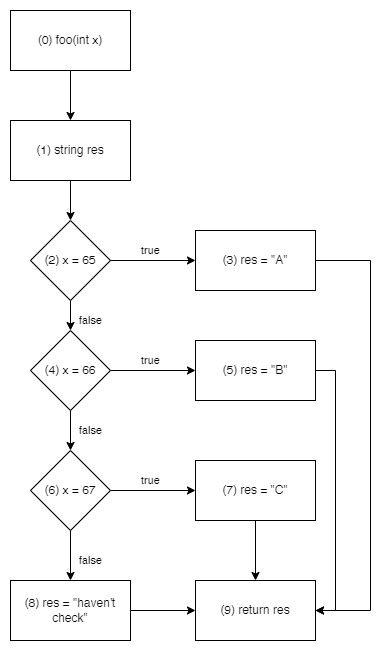 (0) foo(int x)
(1) string res
(2) x = 65
true
(3) res = "A"
false
(4) x = 66
true
(5) res = "B"
false
(6) x = 67
true
(7) res = "C"
false
(8) res = "haven't
check"
(9) return res